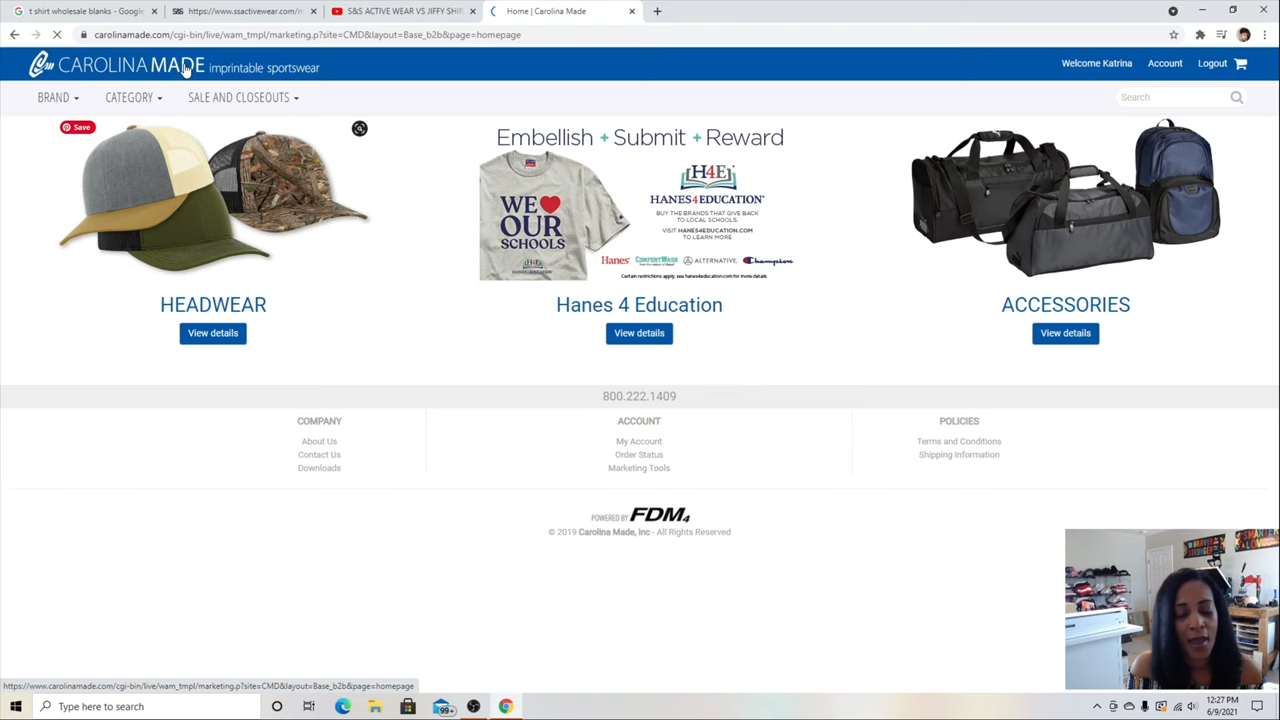 t shirt wholesale blanks - Google
https://www.ssactivewear.com/m
S&S ACTIVE WEAR VS JIFFY SHIR
Home | Carolina Made
carolinamade.com/cgi-bin/live/wam_tmpl/marketing.p?site=CMD&layout=Base_b2b&page=homepage
CAROLINA MADE imprintable sportswear
Welcome Katrina
Account
Logout
BRAND
CATEGORY
SALE AND CLOSEOUTS
Search
Save
Embellish + Submit + Reward
WE
OUR
SCHOOLS
H4E
HANES4EDUCATION
BUY THE BRANDS THAT GIVE BACK
TO LOCAL SCHOOLS.
VISIT HANES4EDUCATION.COM
TO LEARN MORE
Hanes COMFORTWASH ALTERNATIVE Champion
Certain restrictions apply, see hanes4education.com for more details.
HEADWEAR
Hanes 4 Education
ACCESSORIES
View details
View details
View details
800.222.1409
COMPANY
About Us
Contact Us
Downloads
ACCOUNT
My Account
Order Status
Marketing Tools
POLICIES
Terms and Conditions
Shipping Information
POWERED BY FDM4
© 2019 Carolina Made, Inc - All Rights Reserved
https://www.carolinamade.com/cgi-bin/live/wam_tmpl/marketing.p?site=CMD&layout=Base_b2b&page=homepage
Type here to search
99+
12:27 PM
6/9/2021